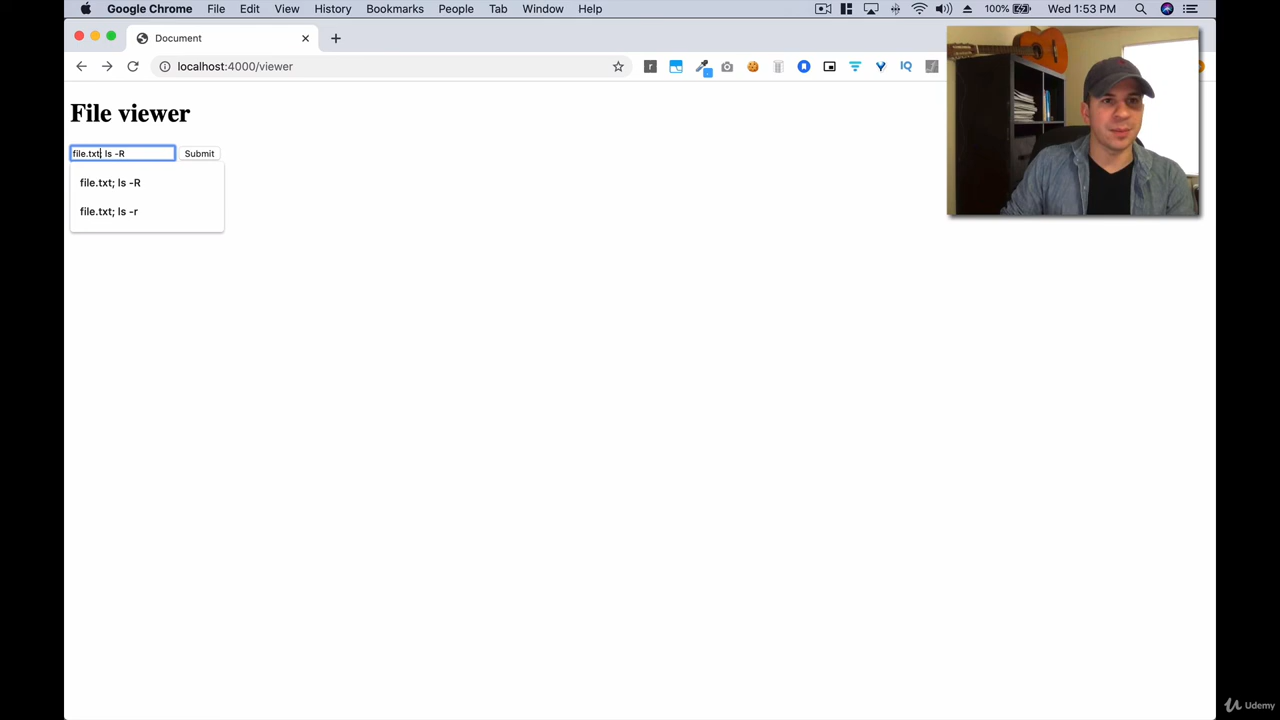 Google Chrome File Edit View History Bookmarks People Tab Window Help 100% Wed 1:53 PM
Document
localhost:4000/viewer
File viewer
file.txt; ls -R Submit
file.txt; ls -R
file.txt; ls -r
Udemy